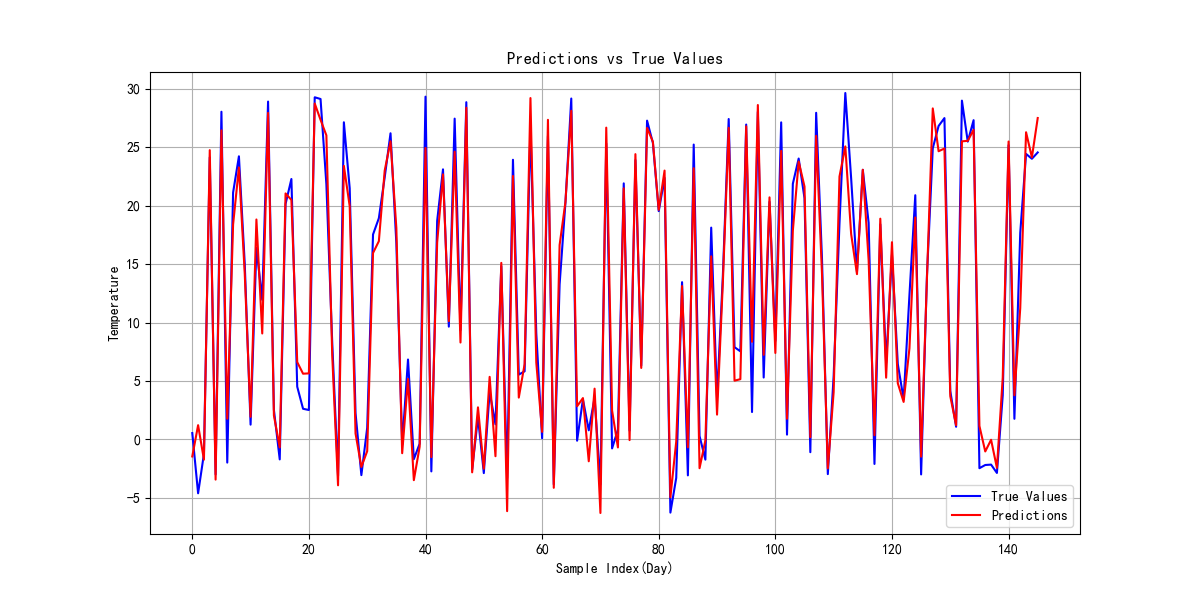 Predictions vs True Values
Temperature
30
25
20
15
10
5
0
−5
0 20 40 60 80 100 120 140
Sample Index(Day)
True Values
Predictions